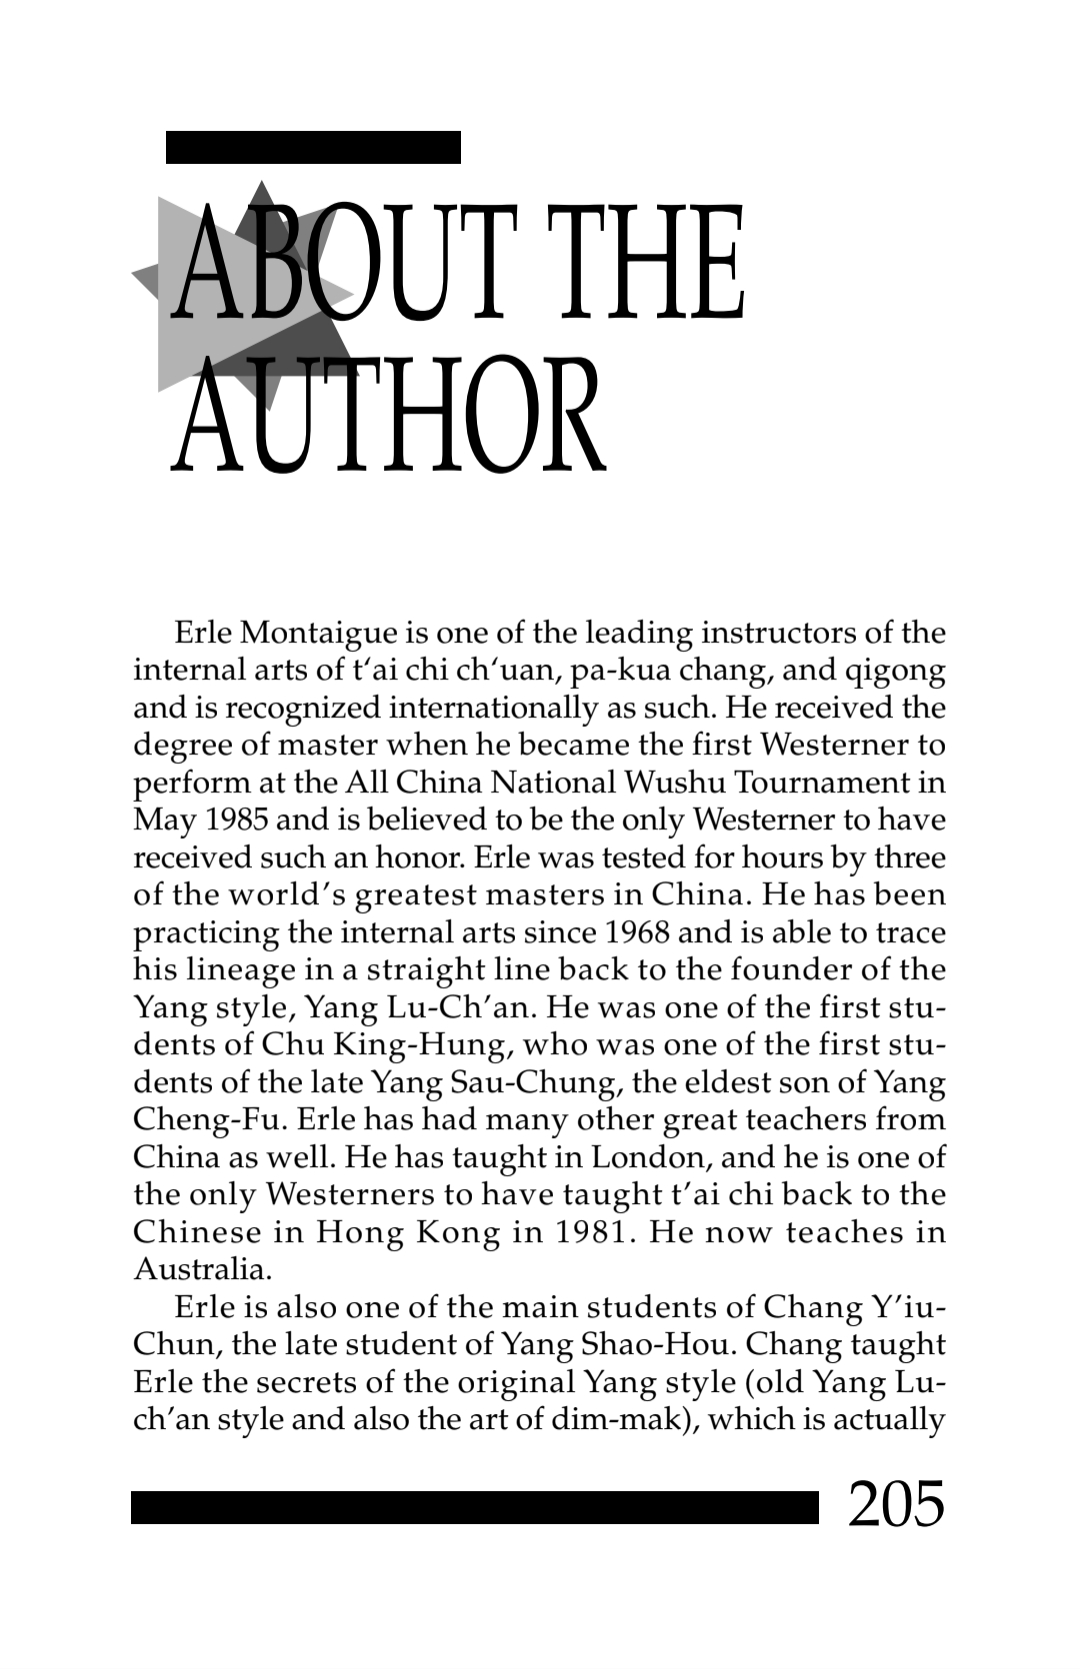 ABOUT THE
AUTHOR
Erle Montaigue is one of the leading instructors of the
internal arts of t‘ai chi ch‘uan, pa-kua chang, and qigong
and is recognized internationally as such. He received the
degree of master when he became the first Westerner to
perform at the All China National Wushu Tournament in
May 1985 and is believed to be the only Westerner to have
received such an honor. Erle was tested for hours by three
of the world’s greatest masters in China. He has been
practicing the internal arts since 1968 and is able to trace
his lineage in a straight line back to the founder of the
Yang style, Yang Lu-Ch’an. He was one of the first stu-
dents of Chu King-Hung, who was one of the first stu-
dents of the late Yang Sau-Chung, the eldest son of Yang
Cheng-Fu. Erle has had many other great teachers from
China as well. He has taught in London, and he is one of
the only Westerners to have taught t’ai chi back to the
Chinese in Hong Kong in 1981. He now teaches in
Australia.
Erle is also one of the main students of Chang Y’iu-
Chun, the late student of Yang Shao-Hou. Chang taught
Erle the secrets of the original Yang style (old Yang Lu-
ch’an style and also the art of dim-mak), which is actually
205